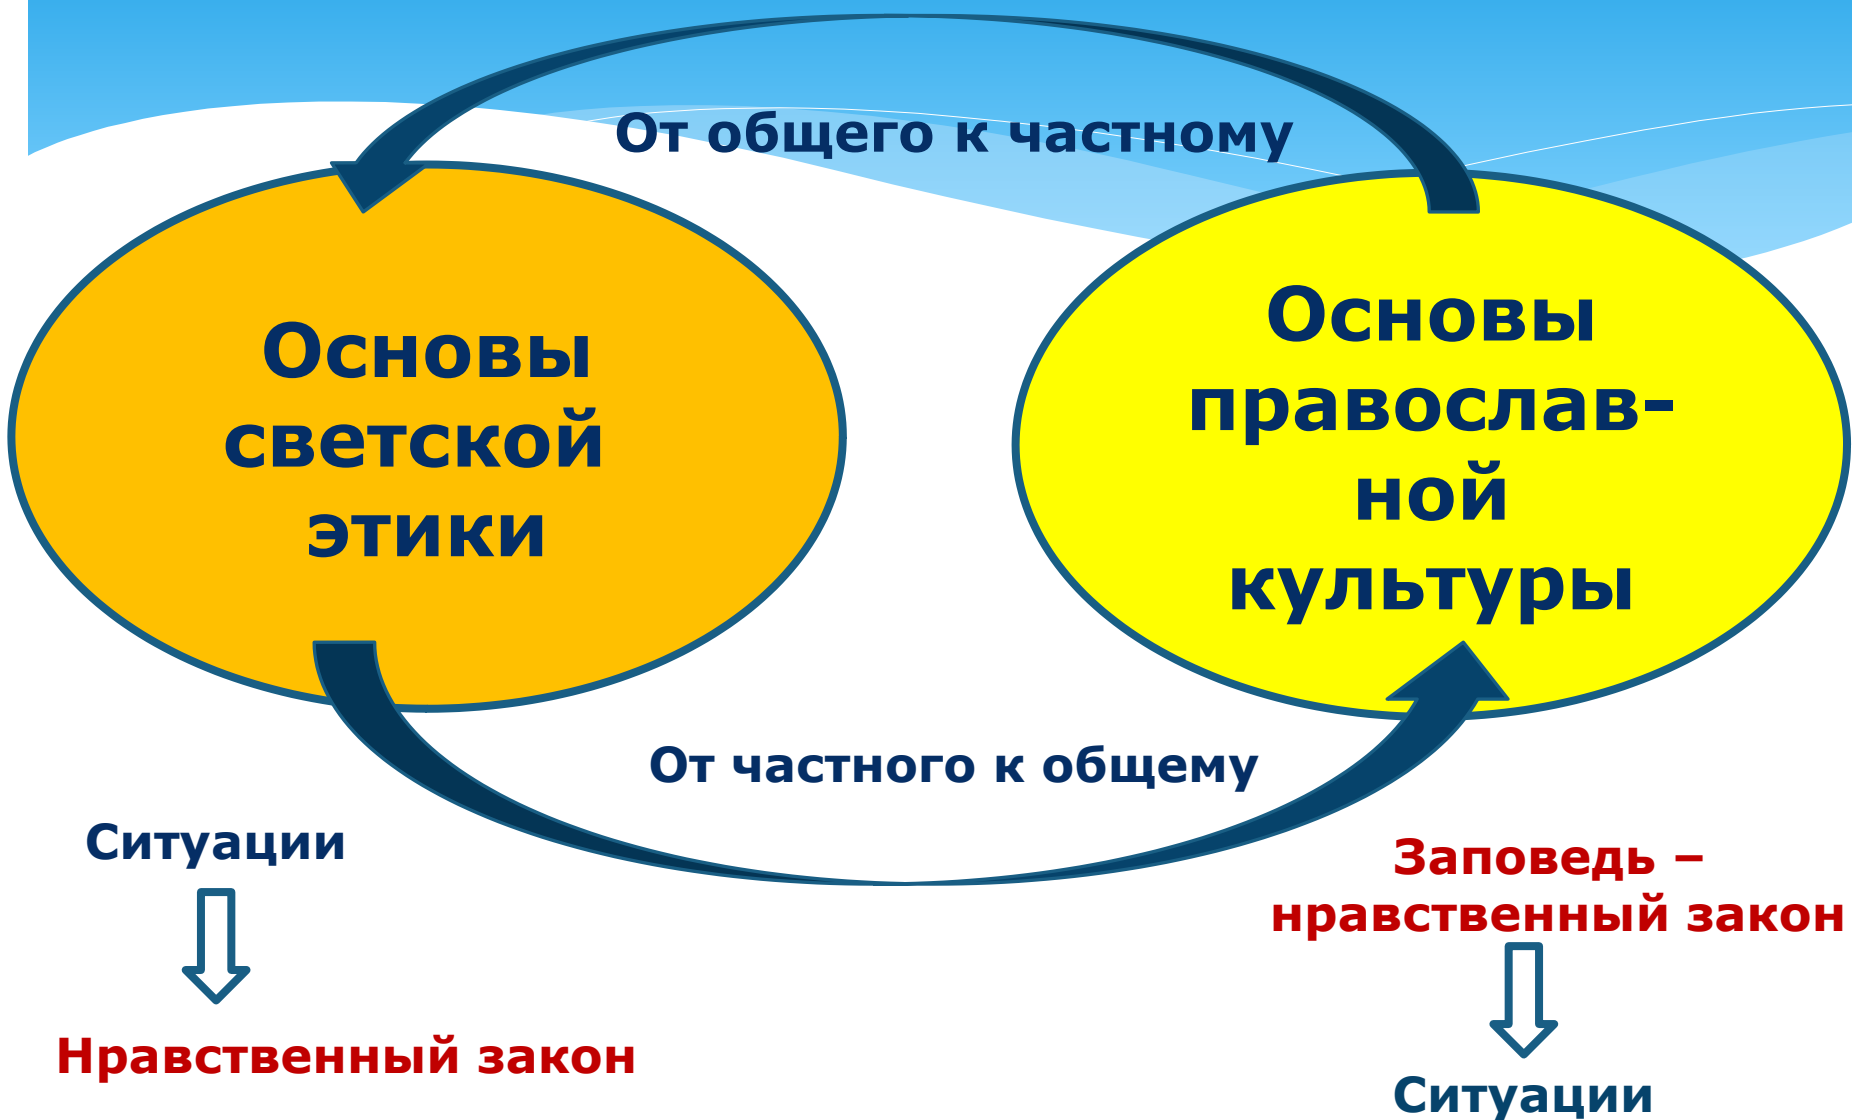 От общего к частному
Основы
светской
этики
Основы
православ-
ной
культуры
От частного к общему
Ситуации
Нравственный закон
Заповедь –
нравственный закон
Ситуации